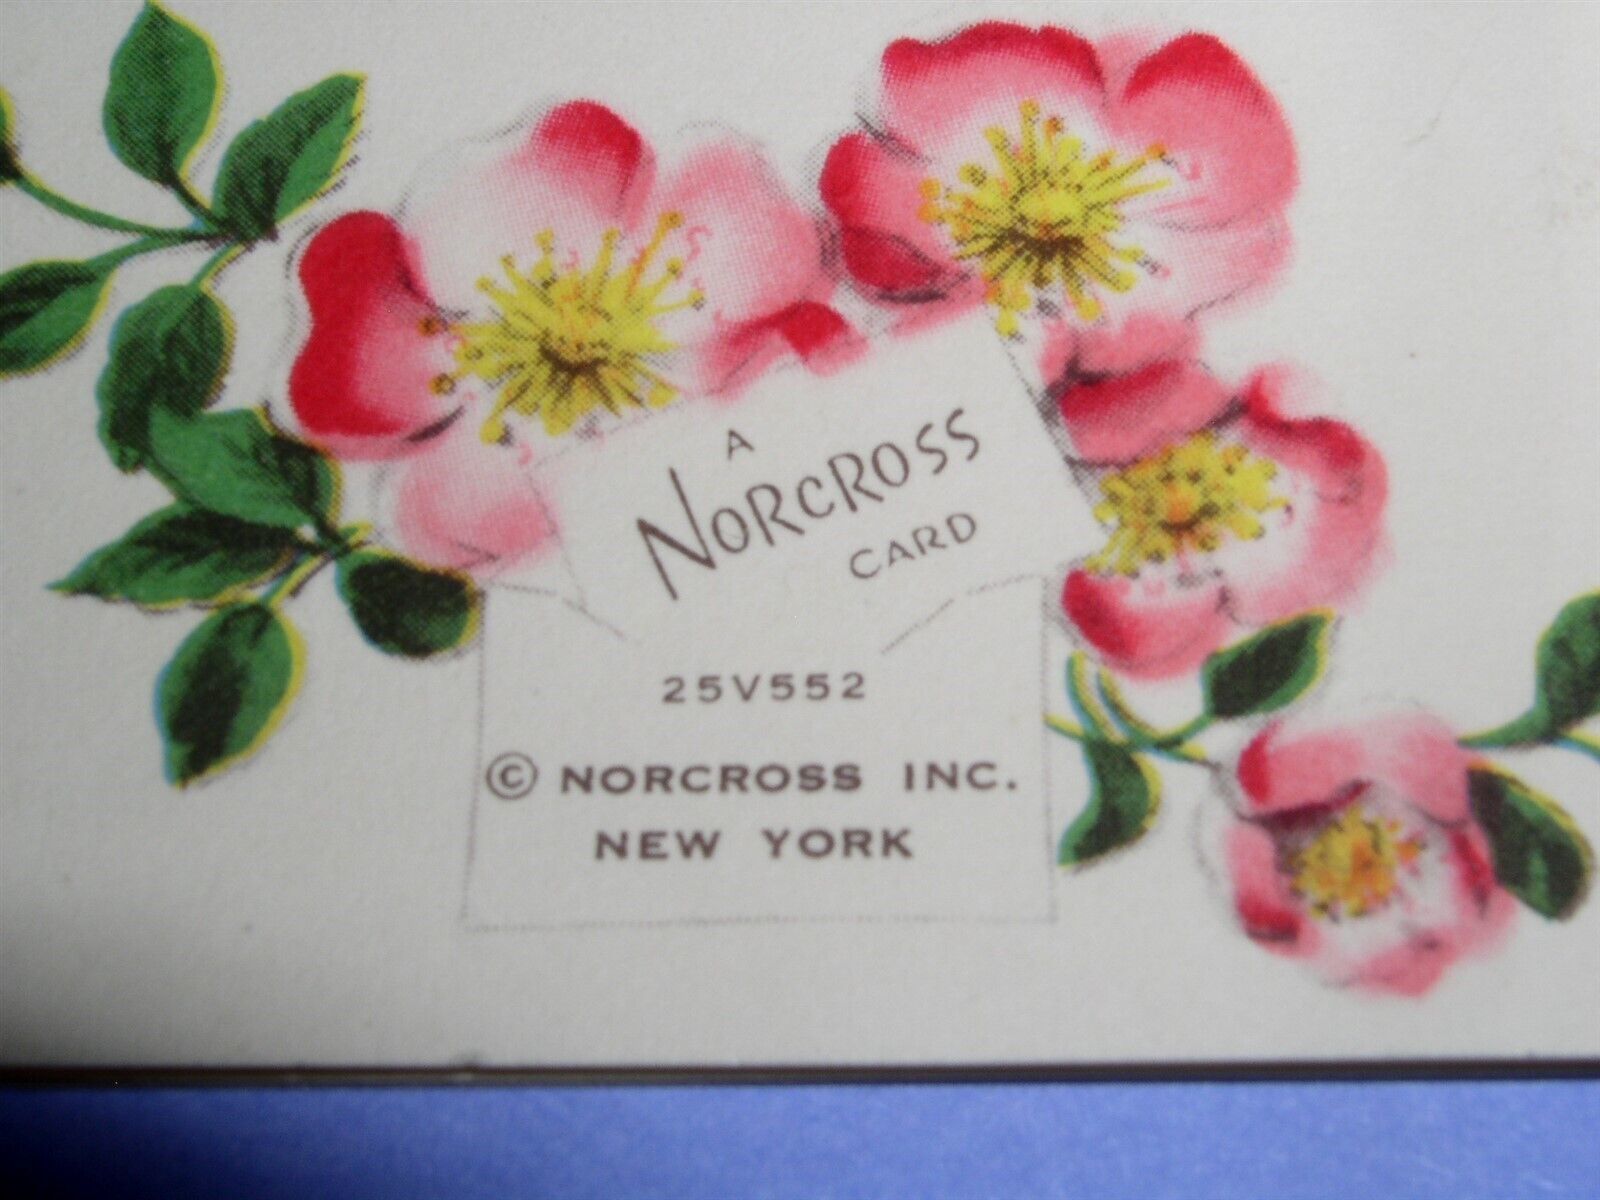 A
NORCROSS
CARD
25V552
© NORCROSS INC.
NEW YORK